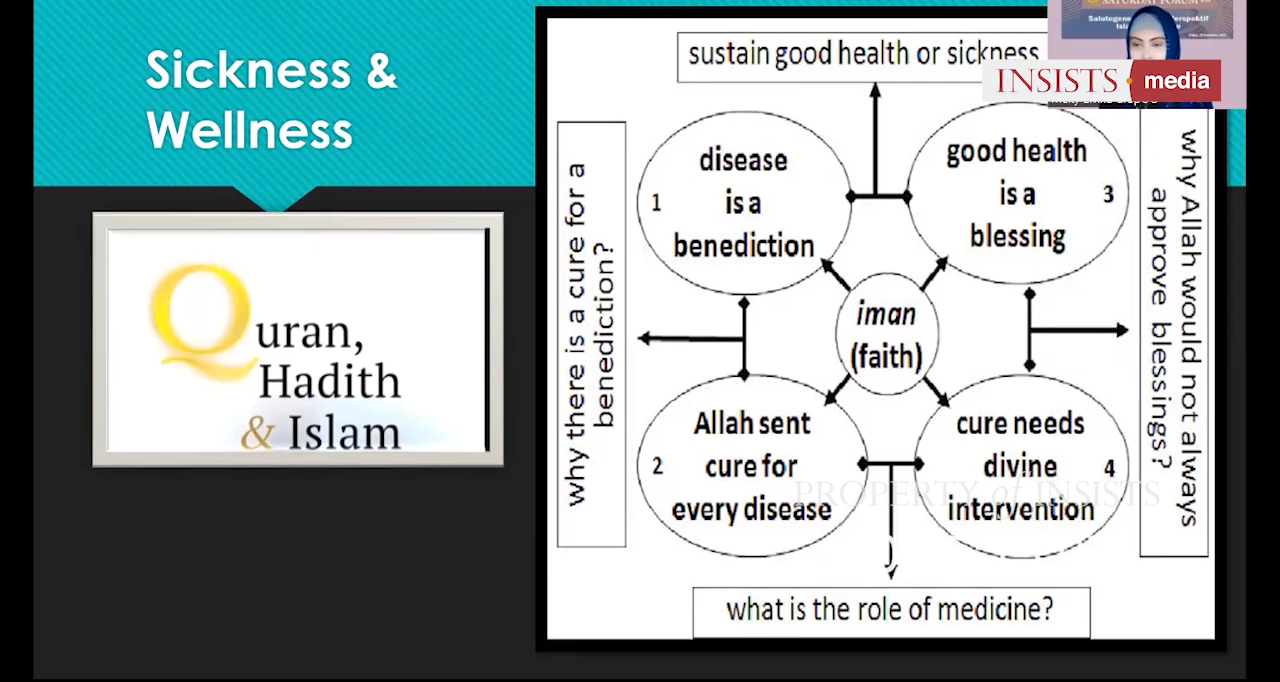 Sickness &
Wellness
Quran,
Hadith
& Islam
sustain good health or sickness
SATURDAY FORUM
INSISTS media
why there is a cure for a
benediction?
disease
1 is a
benediction
good health
is a 3
blessing
iman
(faith)
why Allah would not always
approve blessings?
Allah sent
2 cure for
every disease
cure needs
divine 4
intervention
PROPERTY of INSISTS
what is the role of medicine?